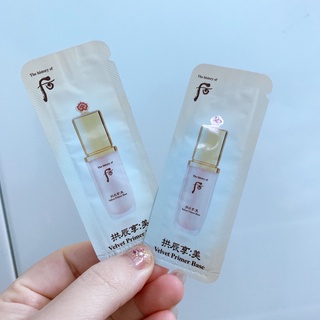 The history of
后
拱辰享:美
Velvet Primer Base
The history of
后
拱辰享:美
Velvet Primer Base